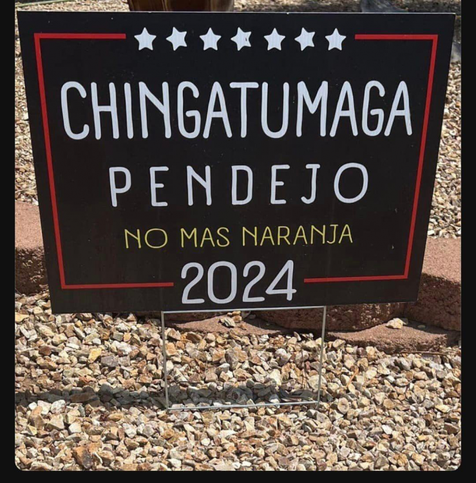 CHINGATUMAGA
PENDEJO
NO MAS NARANJA
2024